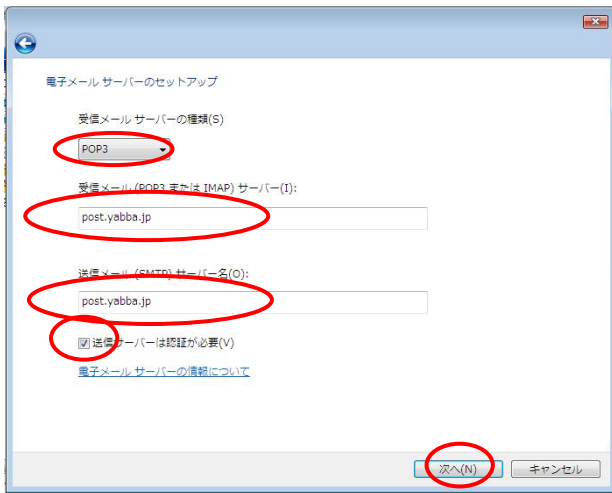 電子メール サーバーのセットアップ
受信メール サーバーの種類(S)
POP3
受信メール (POP3 または IMAP) サーバー(I):
post.yabba.jp
送信メール (SMTP) サーバー名(O):
post.yabba.jp
送信サーバーは認証が必要(V)
電子メール サーバーの情報について
次へ(N) キャンセル